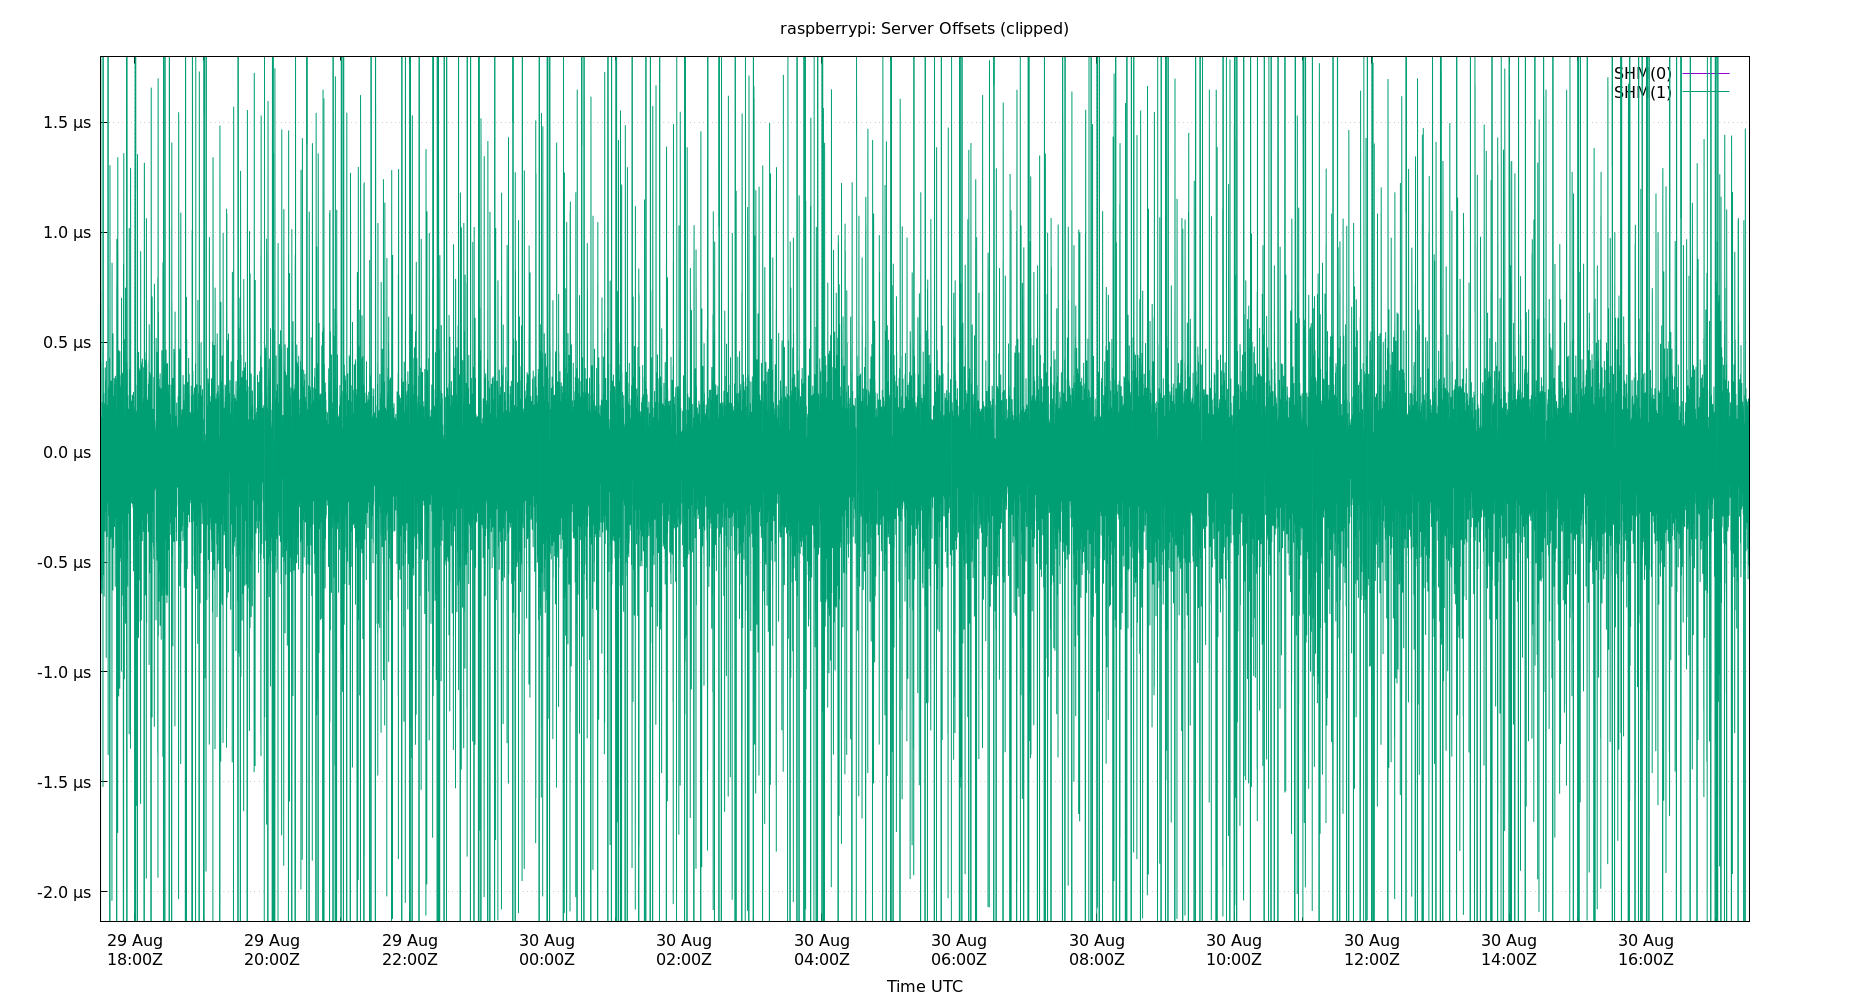 raspberrypi: Server Offsets (clipped)
SHM(0)
SHM(1)
1.5 µs
1.0 µs
0.5 µs
0.0 µs
-0.5 µs
-1.0 µs
-1.5 µs
-2.0 µs
29 Aug 29 Aug 29 Aug 30 Aug 30 Aug 30 Aug 30 Aug 30 Aug 30 Aug 30 Aug 30 Aug 30 Aug
18:00Z 20:00Z 22:00Z 00:00Z 02:00Z 04:00Z 06:00Z 08:00Z 10:00Z 12:00Z 14:00Z 16:00Z
Time UTC